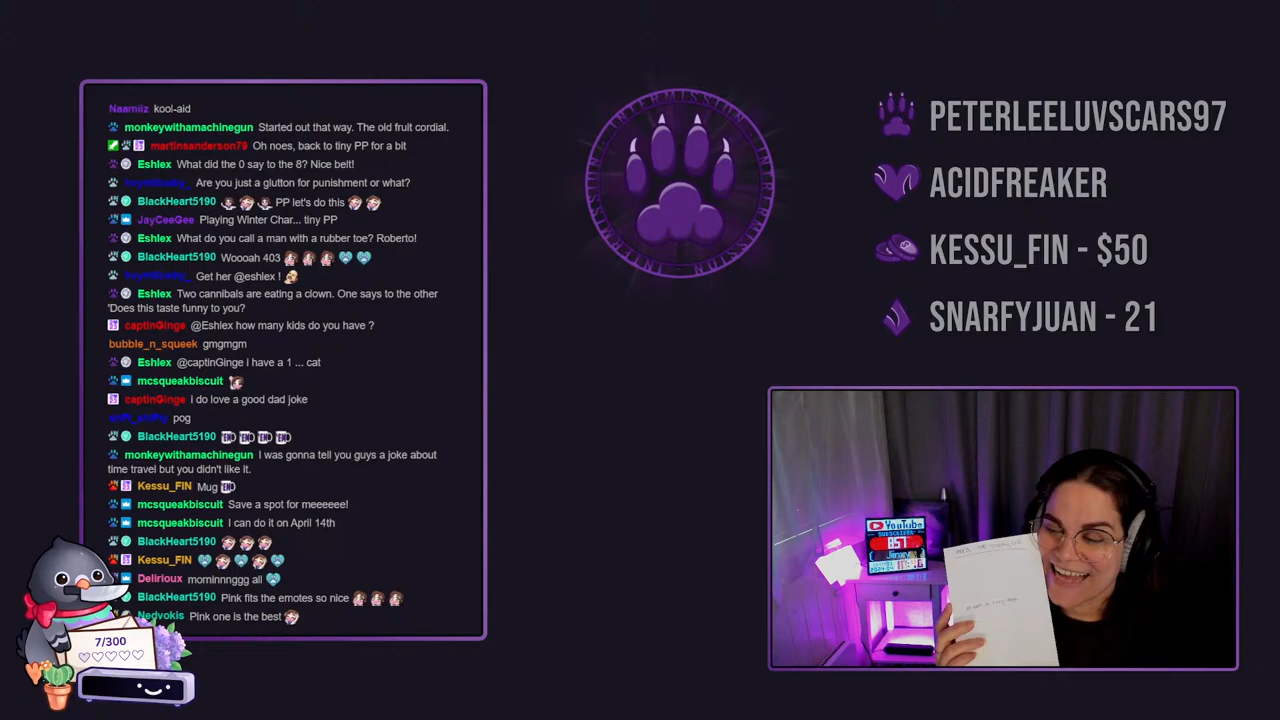 Naamiiz kool-aid
monkeywithamachinegun Started out that way. The old fruit cordial.
martinsanderson79 Oh noes, back to tiny PP for a bit
Eshlex What did the 0 say to the 8? Nice belt!
Are you just a glutton for punishment or what?
BlackHeart5190 PP let's do this
JayCeeGee Playing Winter Char... tiny PP
Eshlex What do you call a man with a rubber toe? Roberto!
BlackHeart5190 Woooah 403
Get her @eshlex !
Eshlex Two cannibals are eating a clown. One says to the other
'Does this taste funny to you?
captinGinge @Eshlex how many kids do you have ?
bubble_n_squeek gmgmgm
Eshlex @captinGinge I have a 1 ... cat
mcsqueakbiscuit
captinGinge I do love a good dad joke
pog
BlackHeart5190
monkeywithamachinegun I was gonna tell you guys a joke about
time travel but you didn't like it.
Kessu_FIN Mug
mcsqueakbiscuit Save a spot for meeeeee!
mcsqueakbiscuit I can do it on April 14th
BlackHeart5190
Kessu_FIN
Delirioux morninnnggg all
BlackHeart5190 Pink fits the emotes so nice
Nedvokis Pink one is the best
7/300
INTERMISSION - INTERMISSION - INTERMISSION -
PETERLEELUVSCARS97
ACIDFREAKER
KESSU_FIN - $50
SNARFYJUAN - 21
YouTube
SUBSCRIBER
857